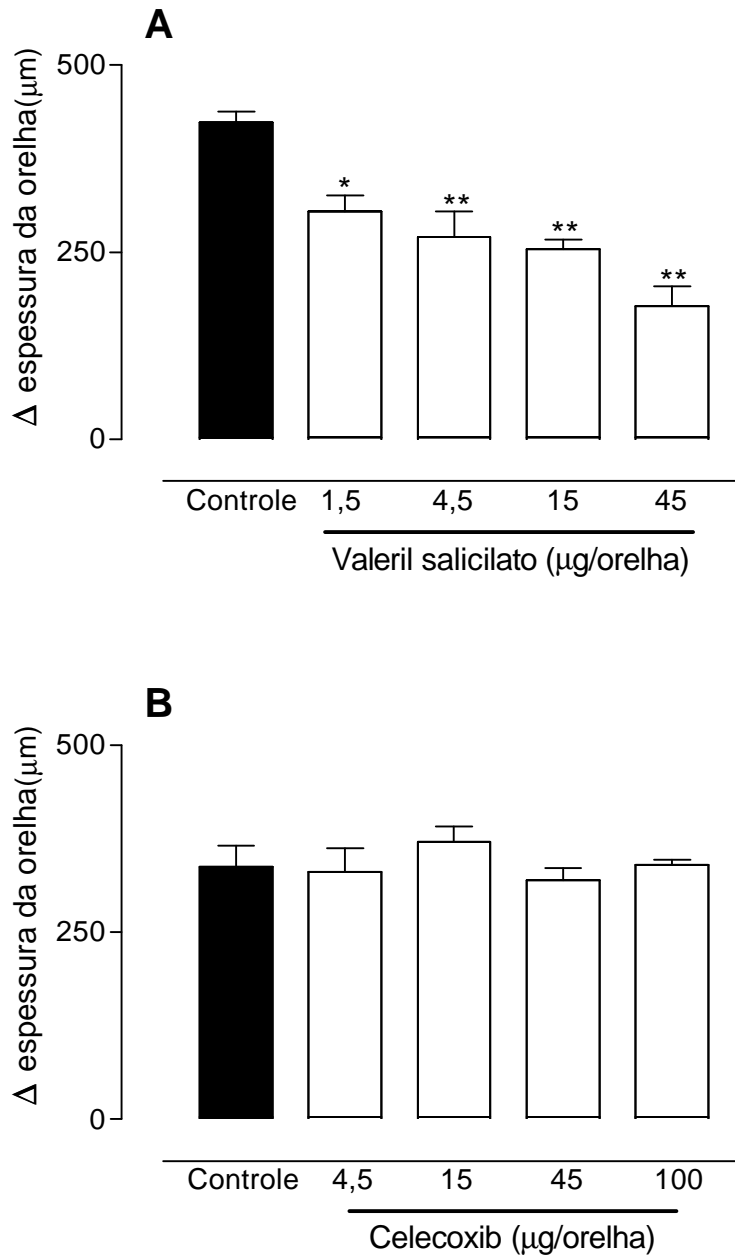 A
Δ espessura da orelha(μm)
500
250
0
*
**
**
**
Controle 1,5 4,5 15 45
Valeril salicilato (μg/orelha)
B
Δ espessura da orelha(μm)
500
250
0
Controle 4,5 15 45 100
Celecoxib (μg/orelha)